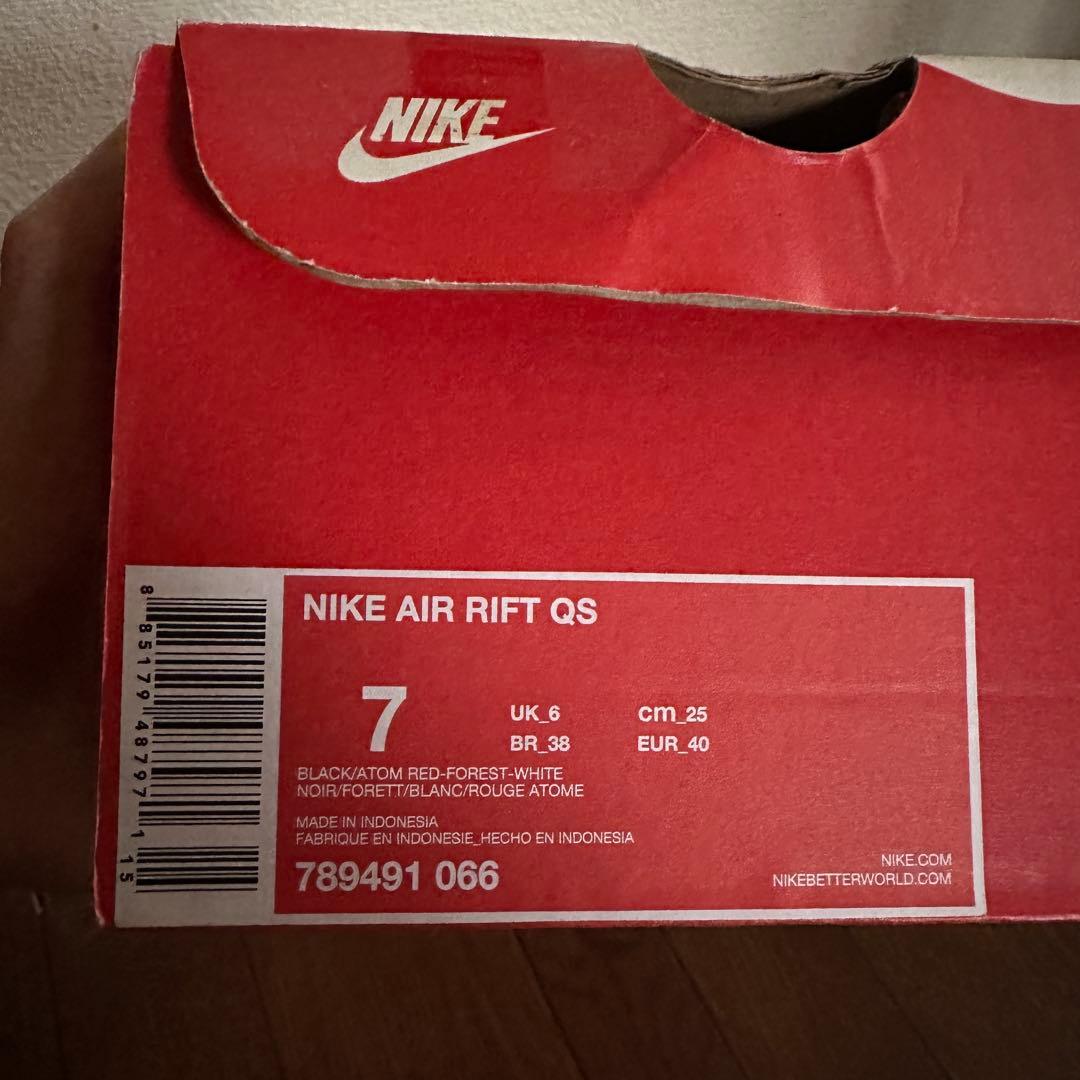 NIKE
NIKE AIR RIFT QS
7
UK_6
cm_25
BR_38
EUR_40
BLACK/ATOM RED-FOREST-WHITE
NOIR/FORETT/BLANC/ROUGE ATOME
MADE IN INDONESIA
FABRIQUE EN INDONESIE_HECHO EN INDONESIA
789491 066
NIKE.COM
NIKEBETTERWORLD.COM
8 85179 48797 1 15